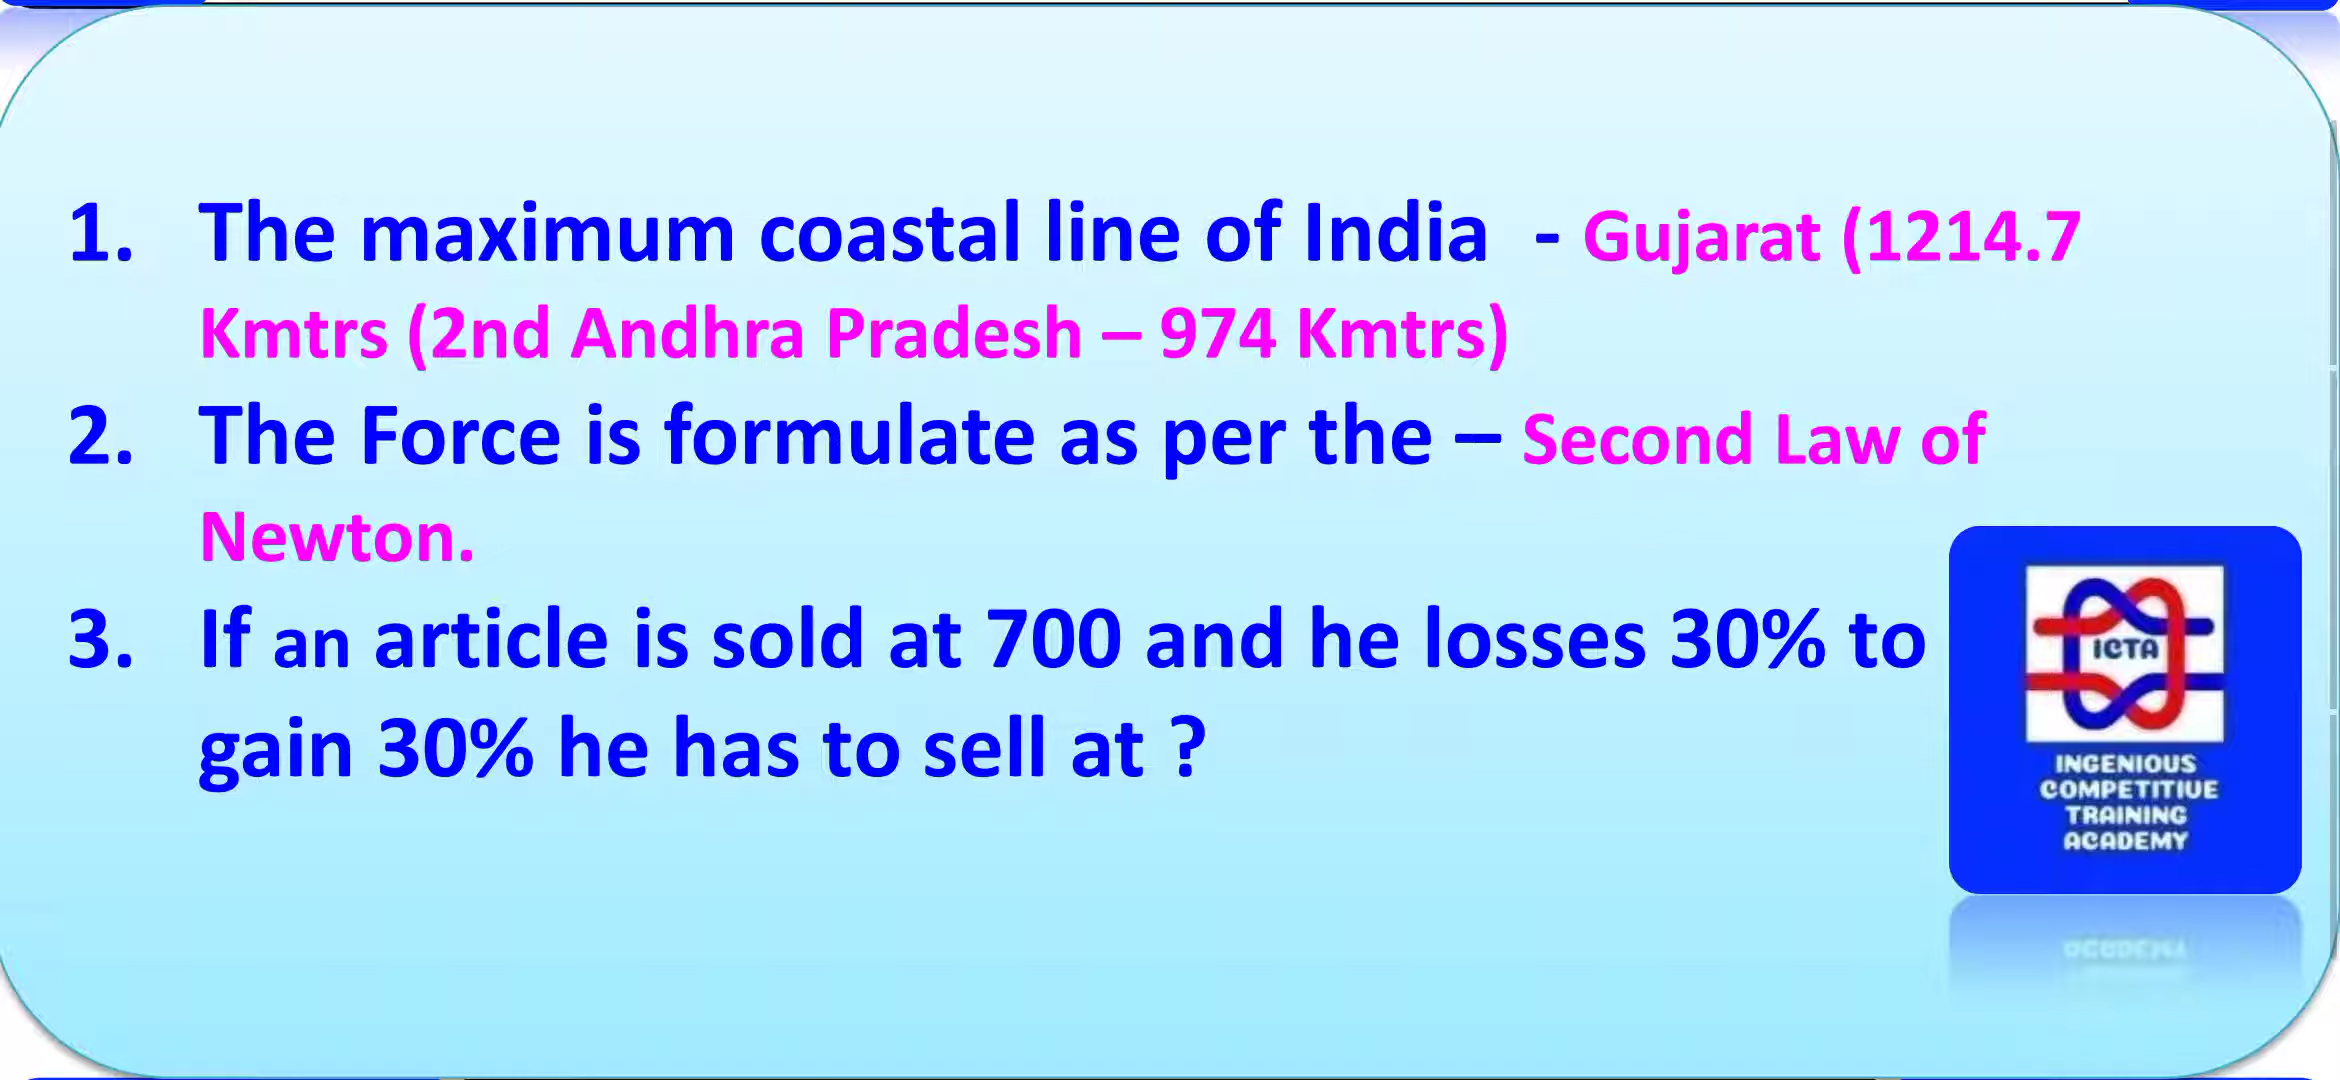 1. The maximum coastal line of India - Gujarat (1214.7
Kmtrs (2nd Andhra Pradesh – 974 Kmtrs)
2. The Force is formulate as per the – Second Law of
Newton.
3. If an article is sold at 700 and he losses 30% to
gain 30% he has to sell at ?
ICTA
INGENIOUS
COMPETITIVE
TRAINING
ACADEMY